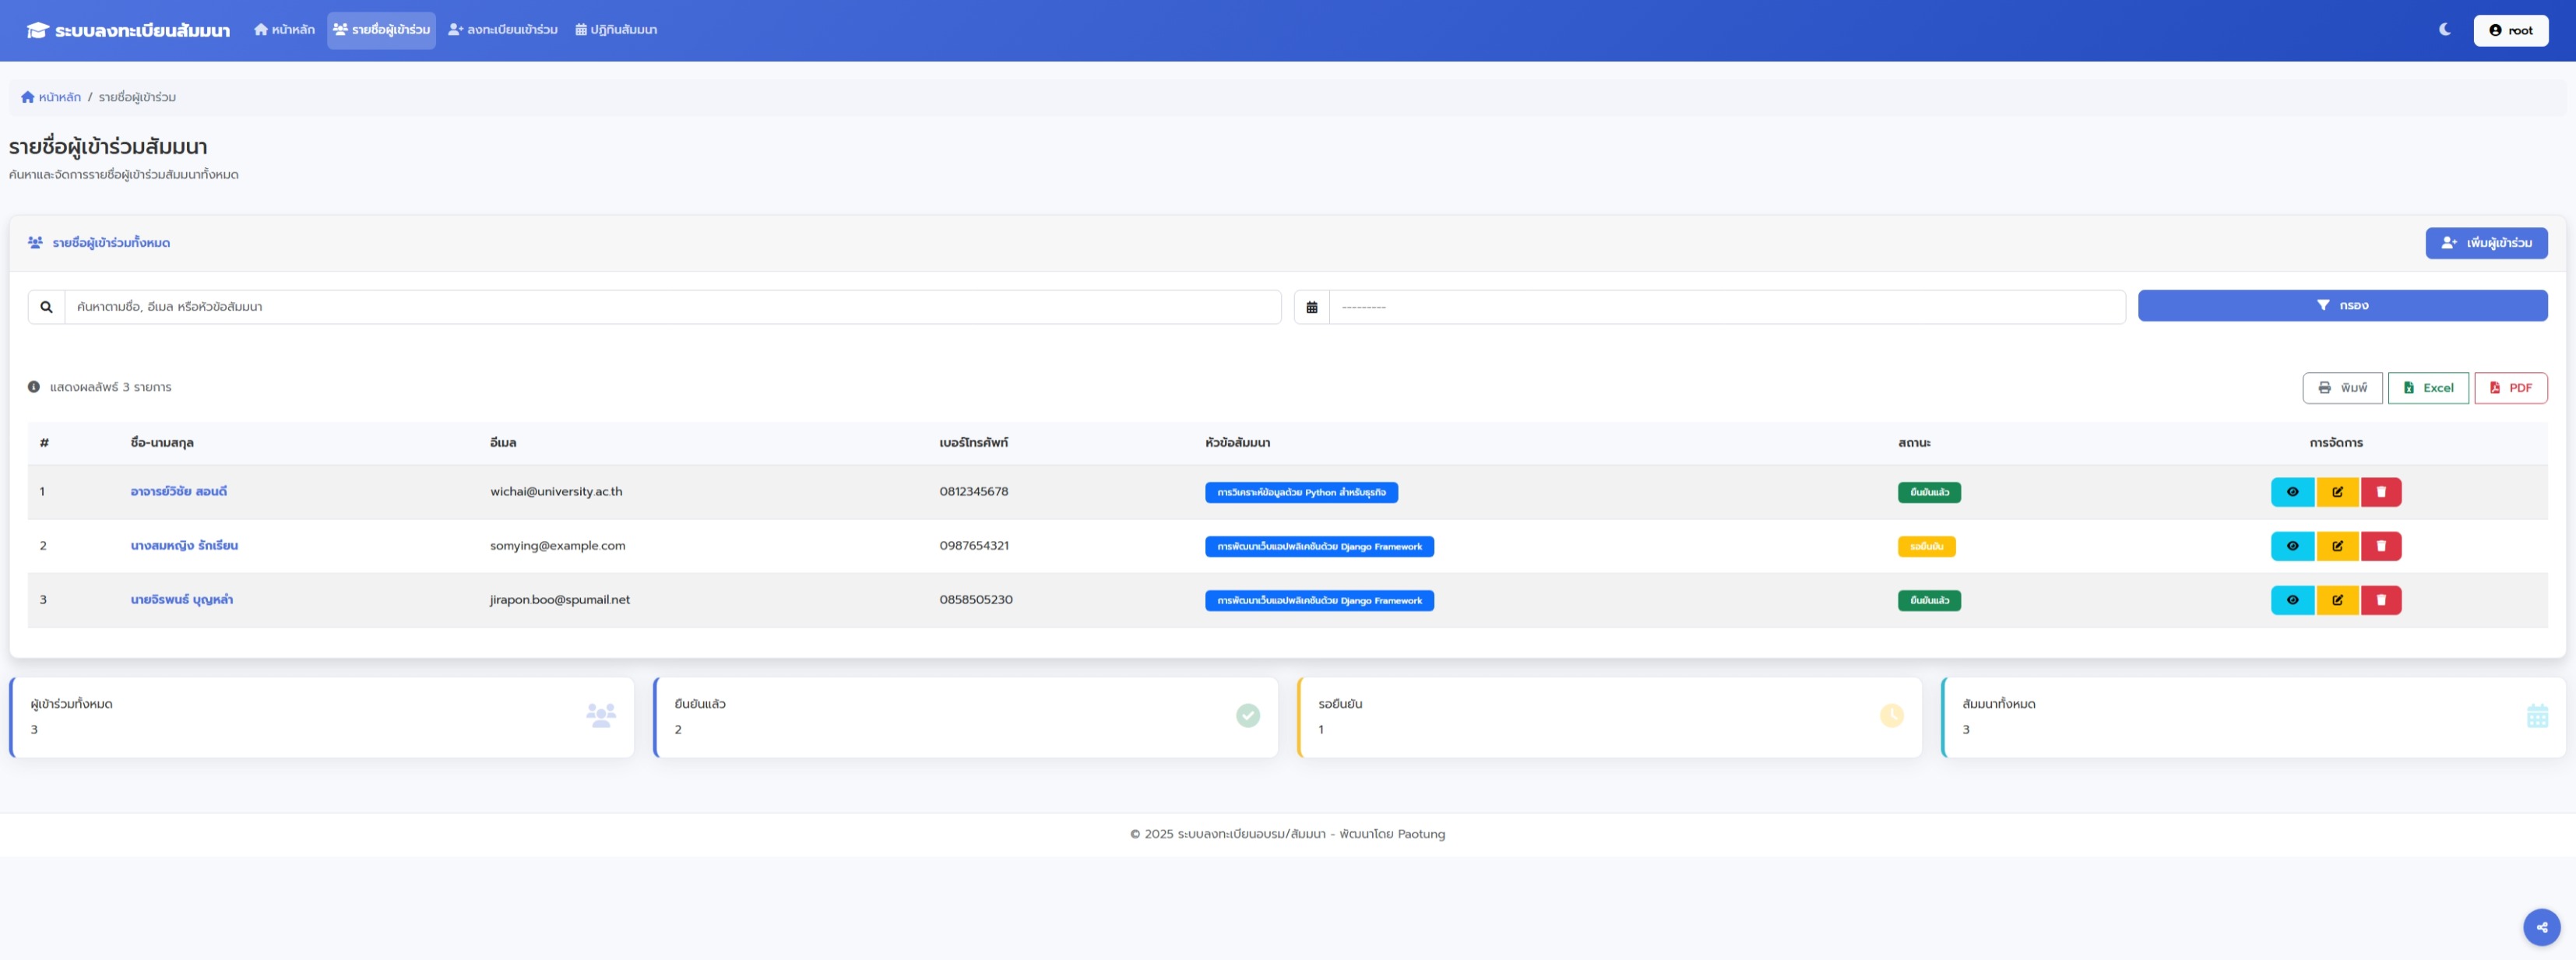 ระบบลงทะเบียนสัมมนา หน้าหลัก รายชื่อผู้เข้าร่วม ลงทะเบียนเข้าร่วม ปฏิทินสัมมนา root
หน้าหลัก / รายชื่อผู้เข้าร่วม
รายชื่อผู้เข้าร่วมสัมมนา
ค้นหาและจัดการรายชื่อผู้เข้าร่วมสัมมนาทั้งหมด
รายชื่อผู้เข้าร่วมทั้งหมด เพิ่มผู้เข้าร่วม
ค้นหาตามชื่อ, อีเมล หรือหัวข้อสัมมนา --------- กรอง
แสดงผลลัพธ์ 3 รายการ พิมพ์ Excel PDF
# ชื่อ-นามสกุล อีเมล เบอร์โทรศัพท์ หัวข้อสัมมนา สถานะ การจัดการ
1 อาจารย์วิชัย สอนดี wichai@university.ac.th 0812345678 การวิเคราะห์ข้อมูลด้วย Python สำหรับธุรกิจ ยืนยันแล้ว
2 นางสมหญิง รักเรียน somying@example.com 0987654321 การพัฒนาเว็บแอปพลิเคชันด้วย Django Framework รอยืนยัน
3 นายจิรพนธ์ บุญหล้า jirapon.boo@spumail.net 0858505230 การพัฒนาเว็บแอปพลิเคชันด้วย Django Framework ยืนยันแล้ว
ผู้เข้าร่วมทั้งหมด ยืนยันแล้ว รอยืนยัน สัมมนาทั้งหมด
3 2 1 3
© 2025 ระบบลงทะเบียนอบรม/สัมมนา - พัฒนาโดย Paotung